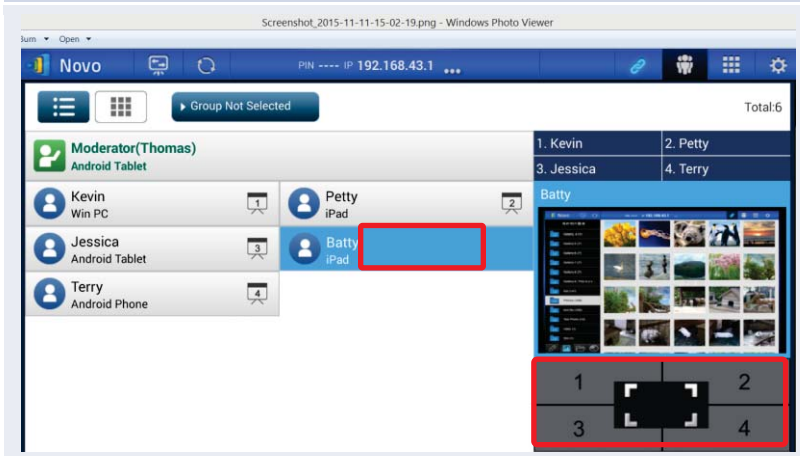 Screenshot_2015-11-11-15-02-19.png - Windows Photo Viewer
Open
Novo
PIN ---- IP 192.168.43.1 ...
Group Not Selected
Total:6
Moderator(Thomas)
Android Tablet
1. Kevin
2. Petty
3. Jessica
4. Terry
Kevin
Win PC
1
Petty
iPad
2
Batty
Jessica
Android Tablet
3
Batty
iPad
Terry
Android Phone
4
1
2
3
4